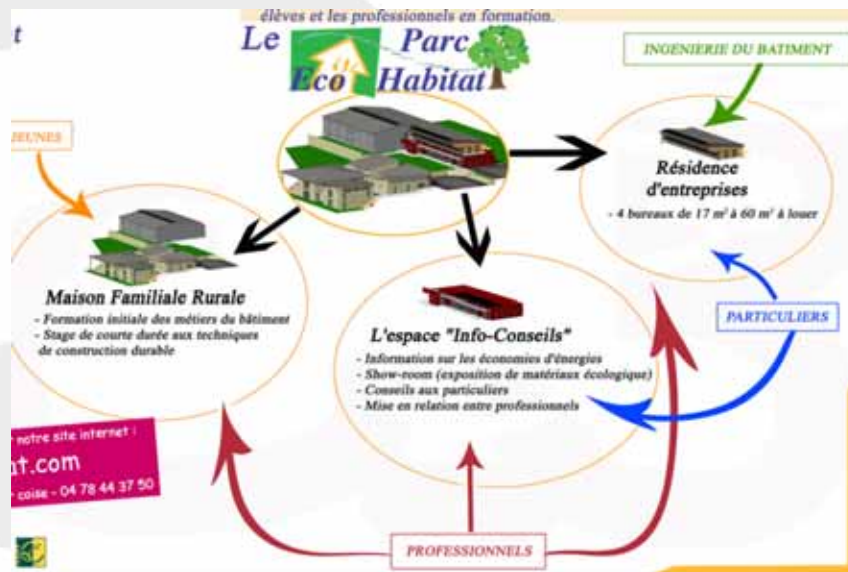 élèves et les professionnels en formation.
Le Parc
Eco Habitat
INGENIERIE DU BATIMENT
JEUNES
Résidence
d'entreprises
- 4 bureaux de 17 m² à 60 m² à louer
Maison Familiale Rurale
- Formation initiale des métiers du bâtiment
- Stage de courte durée aux techniques
de construction durable
L'espace "Info-Conseils"
- Information sur les économies d'énergies
- Show-room (exposition de matériaux écologique)
- Conseils aux particuliers
- Mise en relation entre professionnels
PARTICULIERS
notre site internet :
at.com
coise - 04 78 44 37 50
PROFESSIONNELS